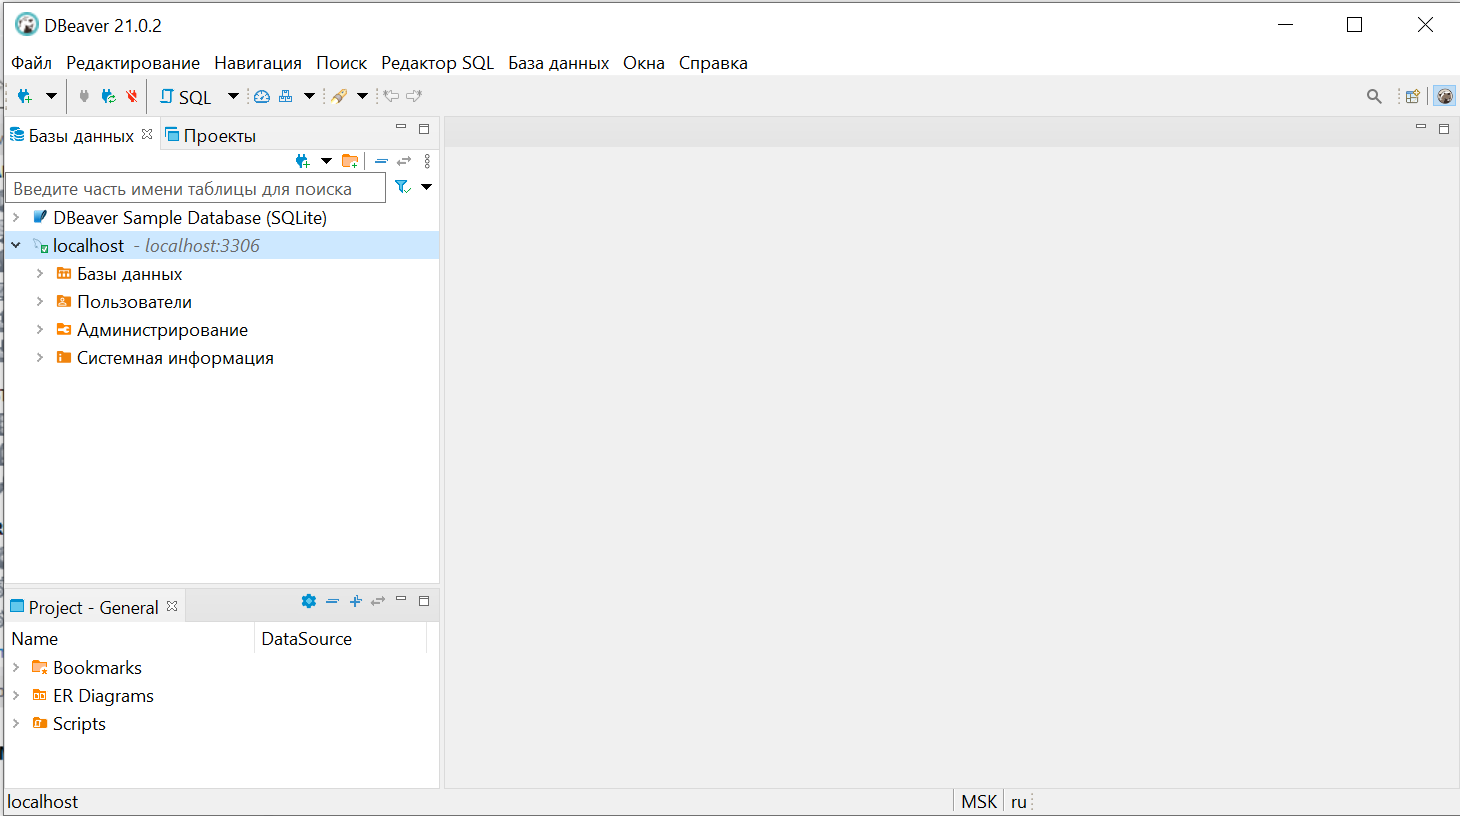 DBeaver 21.0.2
Файл Редактирование Навигация Поиск Редактор SQL База данных Окна Справка
SQL
Базы данных Проекты
Введите часть имени таблицы для поиска
DBeaver Sample Database (SQLite)
localhost - localhost:3306
Базы данных
Пользователи
Администрирование
Системная информация
Project - General
Name DataSource
Bookmarks
ER Diagrams
Scripts
localhost MSK ru